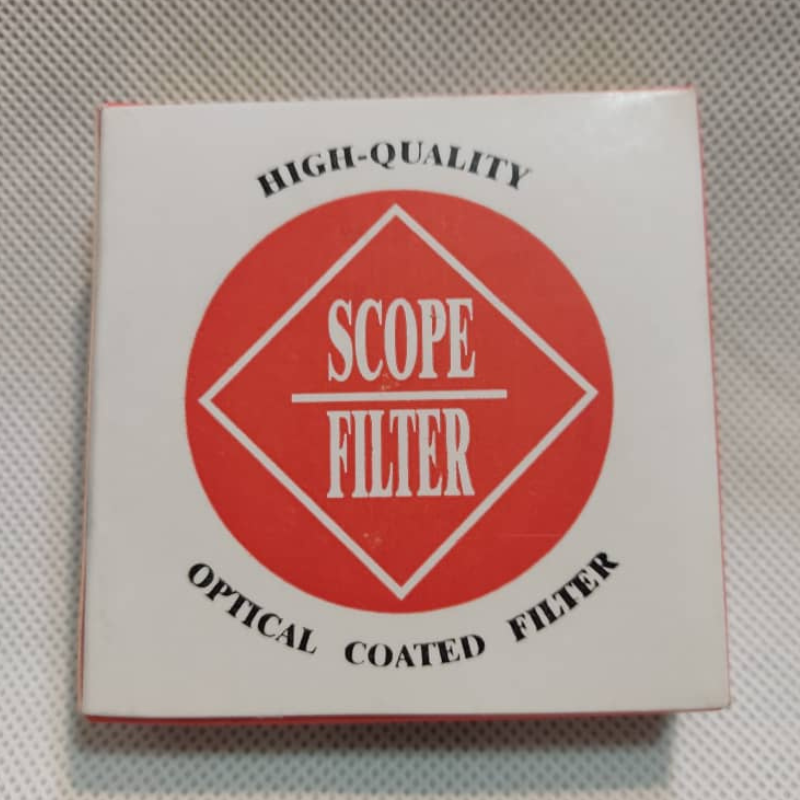 HIGH-QUALITY
SCOPE
FILTER
OPTICAL COATED FILTER